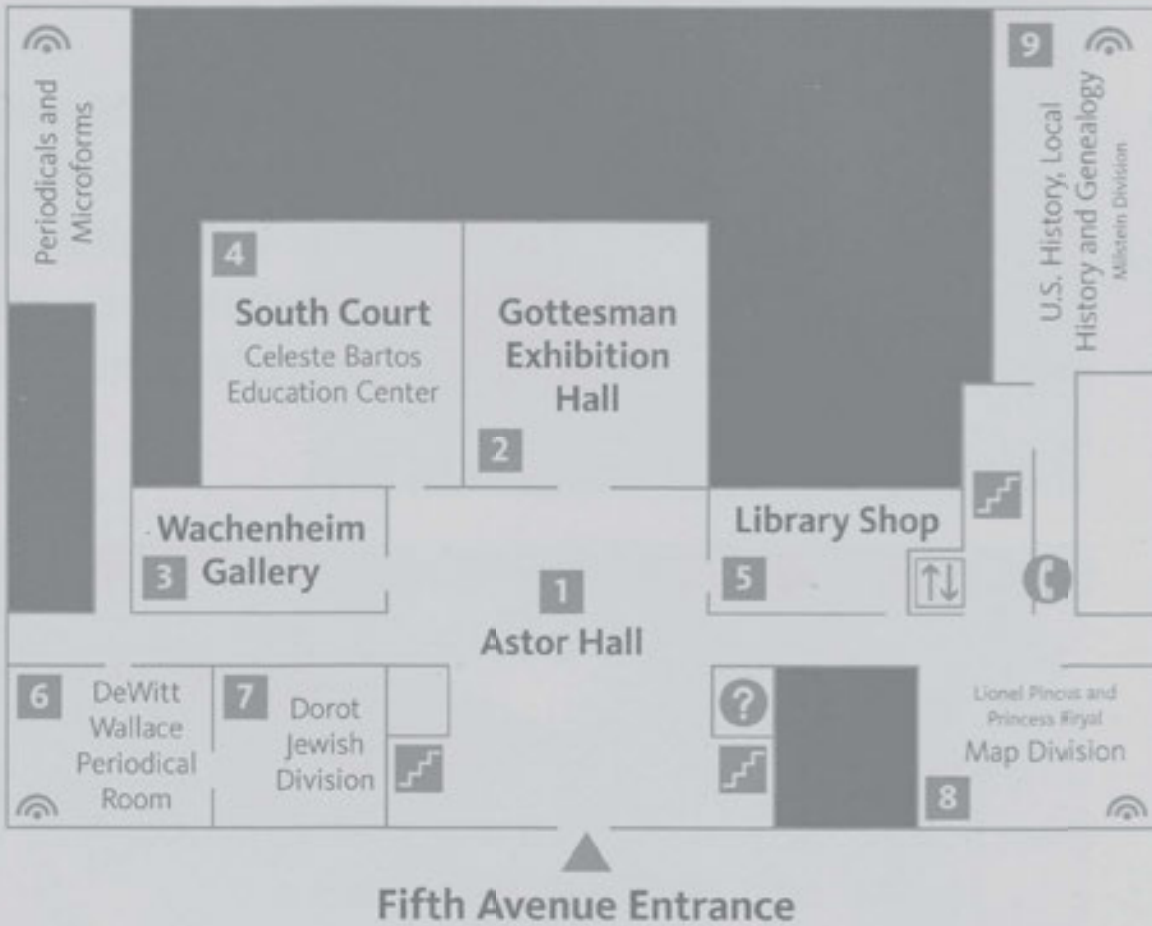 Periodicals and
Microforms
9
U.S. History, Local
History and Genealogy
Milstein Division
4
South Court
Celeste Bartos
Education Center
Gottesman
Exhibition
Hall
2
Wachenheim
3 Gallery
1
Astor Hall
Library Shop
5
6
DeWitt
Wallace
Periodical
Room
7
Dorot
Jewish
Division
?
Lionel Pincus and
Princess Firyal
Map Division
8
Fifth Avenue Entrance